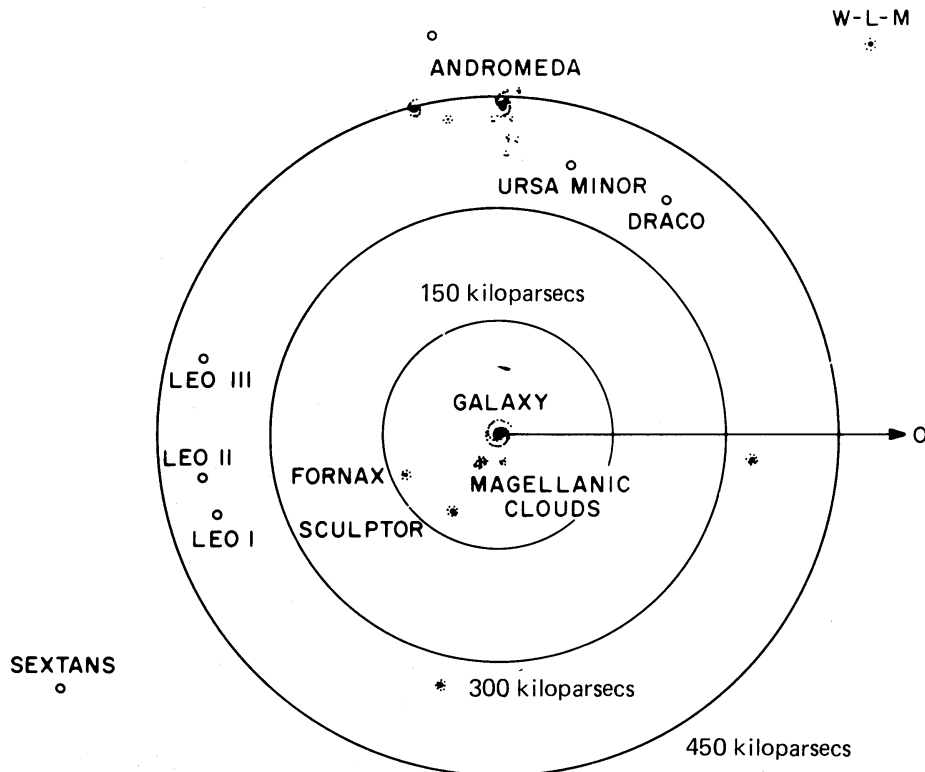 W-L-M
ANDROMEDA
URSA MINOR
DRACO
150 kiloparsecs
LEO III
GALAXY
O
LEO II
FORNAX
MAGELLANIC
CLOUDS
SCULPTOR
LEO I
SEXTANS
300 kiloparsecs
450 kiloparsecs